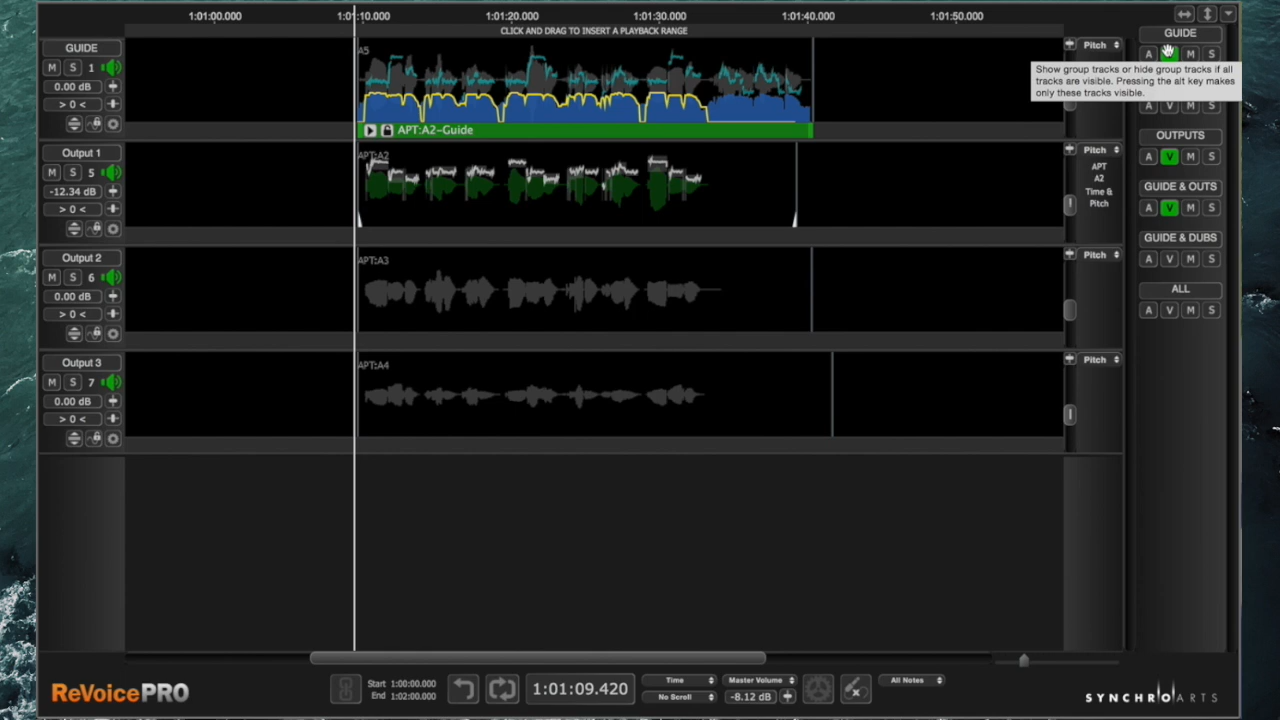 1:01:00.000 1:01:10.000 1:01:20.000 1:01:30.000 1:01:40.000 1:01:50.000
CLICK AND DRAG TO INSERT A PLAYBACK RANGE
GUIDE
M S 1
0.00 dB
> 0 <
A5
APT:A2-Guide
Pitch
Output 1
M S 5
-12.34 dB
> 0 <
APT:A2
Pitch
APT
A2
Time &
Pitch
Output 2
M S 6
0.00 dB
> 0 <
APT:A3
Pitch
Output 3
M S 7
0.00 dB
> 0 <
APT:A4
Pitch
GUIDE
A M S
Show group tracks or hide group tracks if all
tracks are visible. Pressing the alt key makes
only these tracks visible.
A V M S
OUTPUTS
A V M S
GUIDE & OUTS
A V M S
GUIDE & DUBS
A V M S
ALL
A V M S
ReVoicePRO
Start 1:00:00.000
End 1:02:00.000
1:01:09.420
Time
No Scroll
Master Volume
-8.12 dB
All Notes
SYNCHROARTS